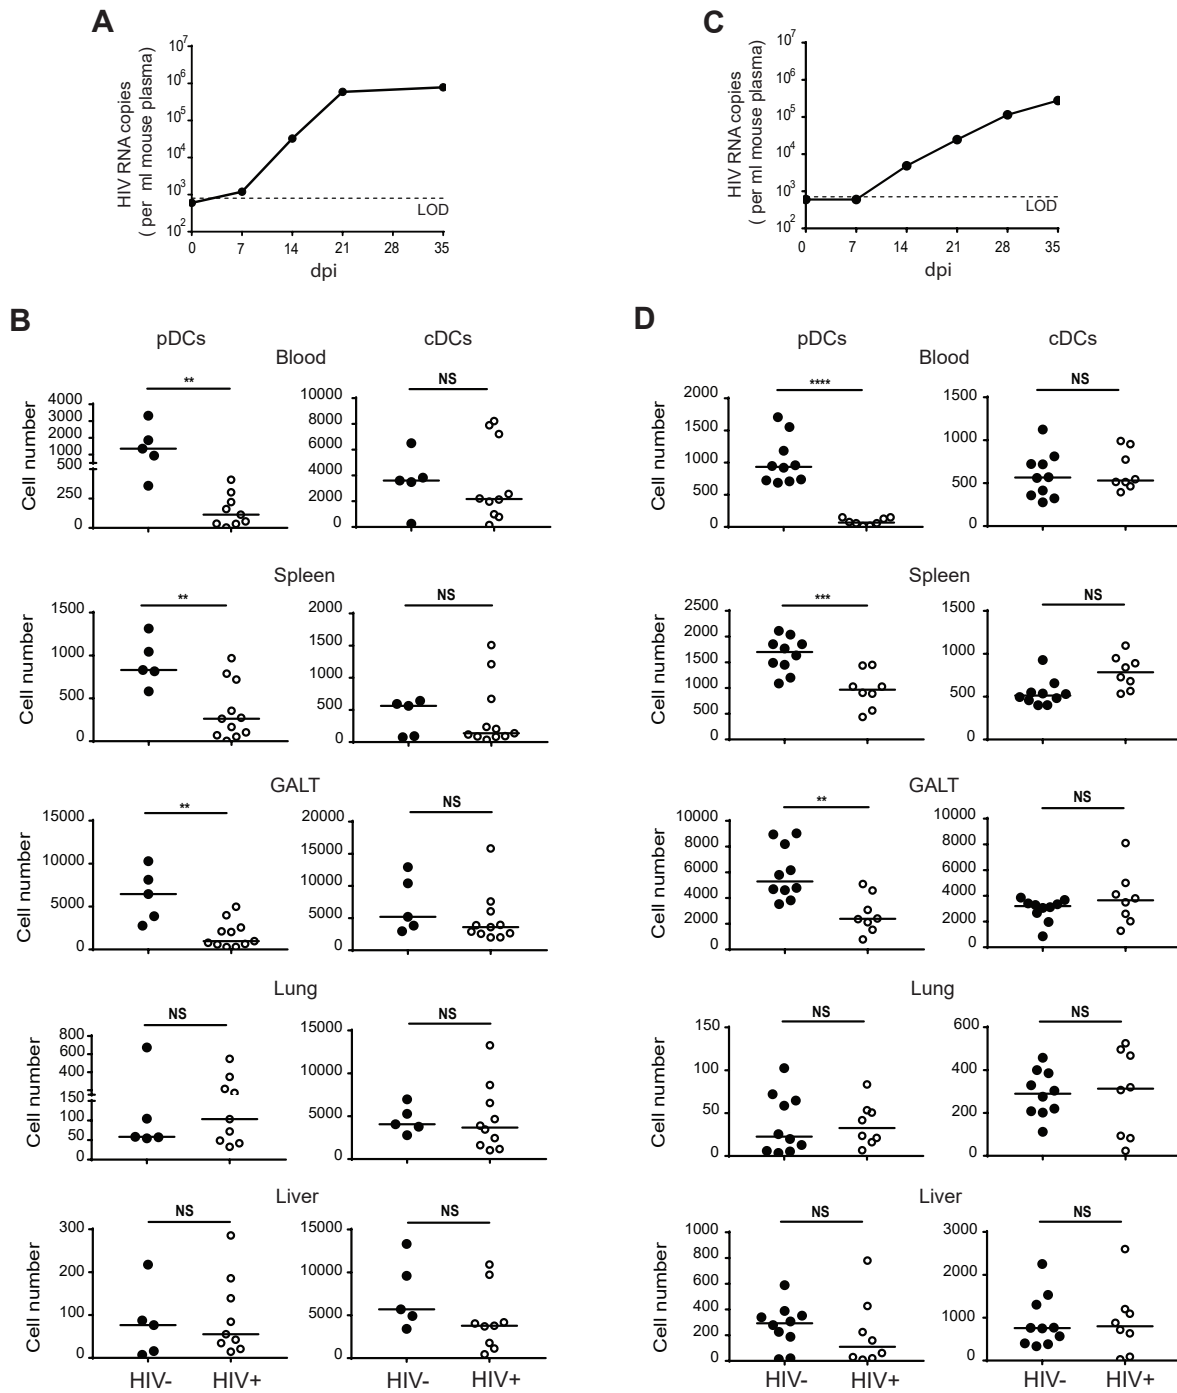 A
HIV RNA copies
( per ml mouse plasma)
10^7
10^6
10^5
10^4
10^3
10^2
LOD
0 7 14 21 28 35
dpi
C
HIV RNA copies
( per ml mouse plasma)
10^7
10^6
10^5
10^4
10^3
10^2
LOD
0 7 14 21 28 35
dpi
B
pDCs
cDCs
Blood
Cell number
4000
3000
2000
1000
500
250
0
**
10000
8000
6000
4000
2000
0
NS
Spleen
Cell number
1500
1000
500
0
**
2000
1500
1000
500
0
NS
GALT
Cell number
15000
10000
5000
0
**
20000
15000
10000
5000
0
NS
Lung
Cell number
800
600
400
200
150
100
50
0
NS
15000
10000
5000
0
NS
Liver
Cell number
300
200
100
0
NS
15000
10000
5000
0
NS
HIV- HIV+ HIV- HIV+
D
pDCs
cDCs
Blood
Cell number
2000
1500
1000
500
0
****
1500
1000
500
0
NS
Spleen
Cell number
2500
2000
1500
1000
500
0
***
1500
1000
500
0
NS
GALT
Cell number
10000
8000
6000
4000
2000
0
**
10000
8000
6000
4000
2000
0
NS
Lung
Cell number
150
100
50
0
NS
600
400
200
0
NS
Liver
Cell number
1000
800
600
400
200
0
NS
3000
2000
1000
0
NS
HIV- HIV+ HIV- HIV+